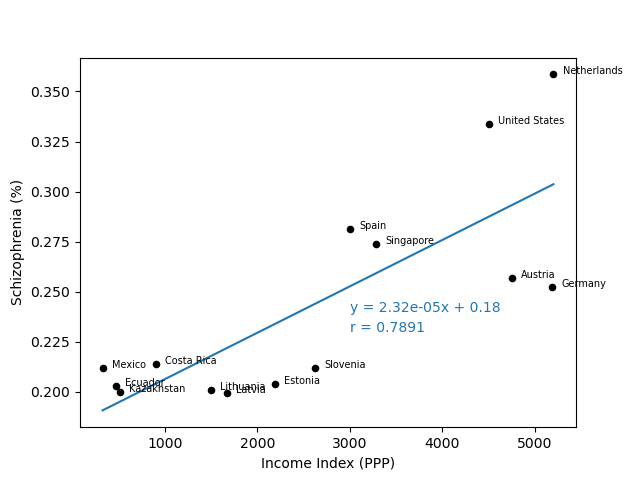 0.350
0.325
0.300
0.275
0.250
0.225
0.200
Schizophrenia (%)
Netherlands
United States
Spain
Singapore
Austria
Germany
y = 2.32e-05x + 0.18
r = 0.7891
Mexico
Costa Rica
Slovenia
Ecuador
Kazakhstan
Lithuania
Latvia
Estonia
1000 2000 3000 4000 5000
Income Index (PPP)